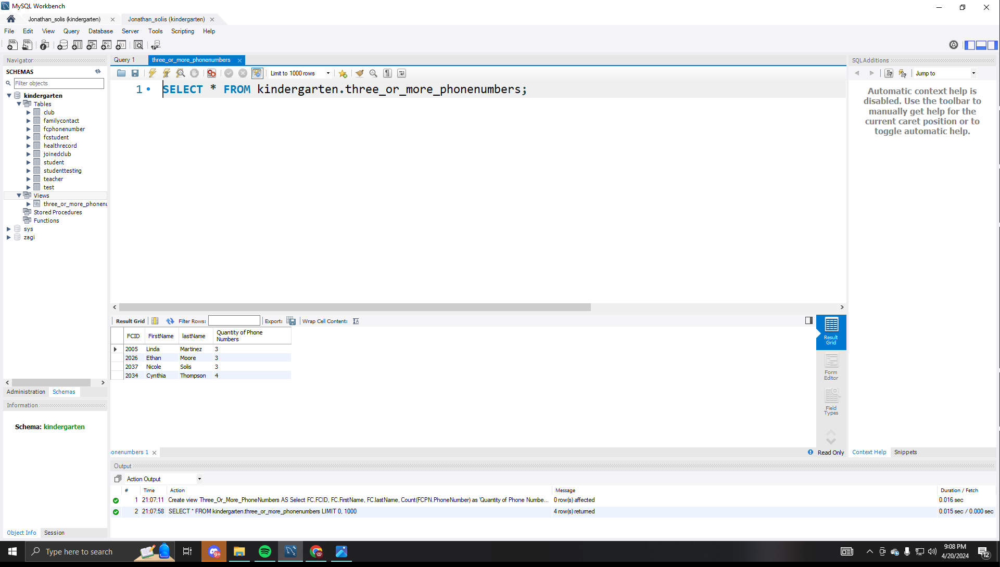 MySQL Workbench
Jonathan_solis (kindergarten)
Jonathan_solis (kindergarten)
File Edit View Query Database Server Tools Scripting Help
Navigator
SCHEMAS
Filter objects
kindergarten
Tables
club
familycontact
fcphonenumber
fcstudent
healthrecord
joinedclub
student
studenttesting
teacher
test
Views
three_or_more_phonenu
Stored Procedures
Functions
sys
zagi
Administration Schemas
Information
Schema: kindergarten
Object Info Session
Query 1 three_or_more_phonenumbers
Limit to 1000 rows
1 SELECT * FROM kindergarten.three_or_more_phonenumbers;
Result Grid Filter Rows: Export: Wrap Cell Content:
FCID FirstName lastName Quantity of Phone Numbers
2005 Linda Martinez 3
2026 Ethan Moore 3
2037 Nicole Solis 3
2034 Cynthia Thompson 4
Result Grid
Form Editor
Field Types
onenumbers 1
Read Only
SQLAdditions
Jump to
Automatic context help is
disabled. Use the toolbar to
manually get help for the
current caret position or to
toggle automatic help.
Context Help Snippets
Output
Action Output
# Time Action Message Duration / Fetch
1 21:07:11 Create view Three_Or_More_PhoneNumbers AS Select FC.FCID, FC.FirstName, FC.lastName, Count(FCPN.PhoneNumber) as 'Quantity of Phone Numbe... 0 row(s) affected 0.016 sec
2 21:07:58 SELECT * FROM kindergarten.three_or_more_phonenumbers LIMIT 0, 1000 4 row(s) returned 0.015 sec / 0.000 sec
Type here to search
9+
9:08 PM
4/20/2024
12